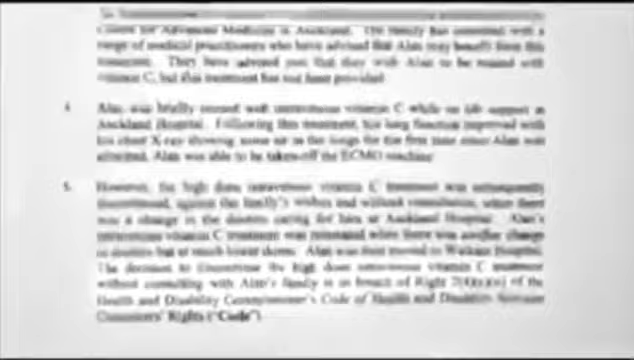 Centre for Advanced Medicine in Auckland. The family has consulted with a
range of medical practitioners who have advised that Alan may benefit from this
treatment. They have advised you that they wish Alan to be treated with
vitamin C, but this treatment has not been provided
4. Alan was briefly treated with intravenous vitamin C while on life support at
Auckland Hospital. Following this treatment, his lung function improved with
his chest X-ray showing some air in the lungs for the first time since Alan was
admitted. Alan was able to be taken off the ECMO machine
5. However, the high dose intravenous vitamin C treatment was subsequently
discontinued, against the family's wishes and without consultation, when there
was a change in the doctors caring for him at Auckland Hospital. Alan's
intravenous vitamin C treatment was reinstated when there was another change
in doctors but at much lower doses. Alan was then moved to Waikato Hospital.
The decision to discontinue the high dose intravenous vitamin C treatment
without consulting with Alan's family is in breach of Right of the
Health and Disability Commissioner's Code of Health and Disability Services
Consumers' Rights ("Code")